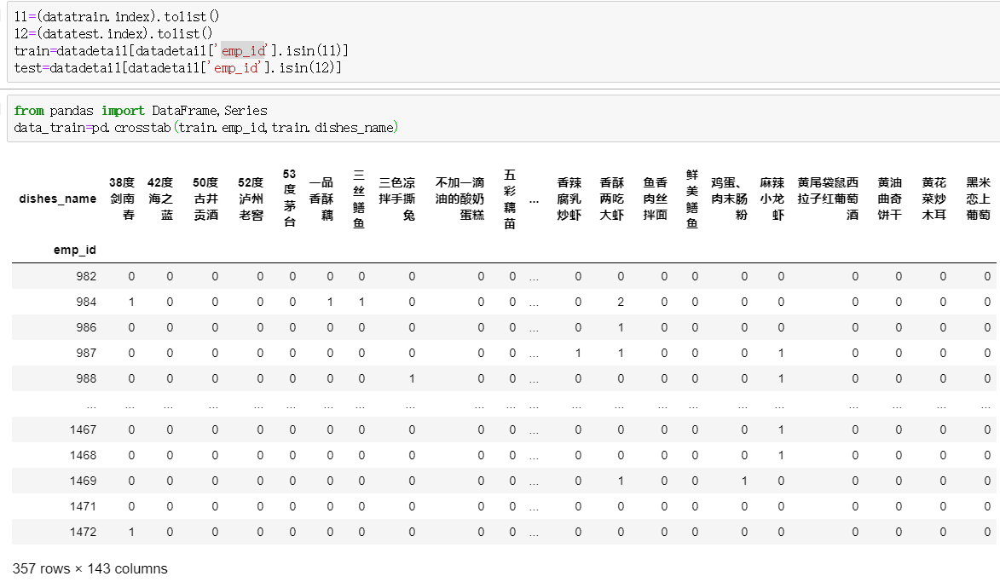 l1=(datatrain.index).tolist()
l2=(datatest.index).tolist()
train=datadetail[datadetail['emp_id'].isin(l1)]
test=datadetail[datadetail['emp_id'].isin(l2)]
from pandas import DataFrame,Series
data_train=pd.crosstab(train.emp_id,train.dishes_name)
dishes_name
38度
剑南
春
42度
海之
蓝
50度
古井
贡酒
52度
泸州
老窖
53
度
茅
台
一品
香酥
藕
三
丝
鳝
鱼
三色凉
拌手撕
兔
不加一滴
油的酸奶
蛋糕
五
彩
藕
苗
...
香辣
腐乳
炒虾
香酥
两吃
大虾
鱼香
肉丝
拌面
鲜
美
鳝
鱼
鸡蛋、
肉末肠
粉
麻辣
小龙
虾
黄尾袋鼠西
拉子红葡萄
酒
黄油
曲奇
饼干
黄花
菜炒
木耳
黑米
恋上
葡萄
emp_id
982 0 0 0 0 0 0 0 0 0 0 ... 0 0 0 0 0 0 0 0 0 0
984 1 0 0 0 0 1 1 0 0 0 ... 0 2 0 0 0 0 0 0 0 0
986 0 0 0 0 0 0 0 0 0 0 ... 0 1 0 0 0 0 0 0 0 0
987 0 0 0 0 0 0 0 0 0 0 ... 1 1 0 0 0 1 0 0 0 0
988 0 0 0 0 0 0 0 1 0 0 ... 0 0 0 0 0 1 0 0 0 0
... ... ... ... ... ... ... ... ... ... ... ... ... ... ... ... ... ... ... ... ... ...
1467 0 0 0 0 0 0 0 0 0 0 ... 0 0 0 0 0 1 0 0 0 0
1468 0 0 0 0 0 0 0 0 0 0 ... 0 0 0 0 0 1 0 0 0 0
1469 0 0 0 0 0 0 0 0 0 0 ... 0 1 0 0 1 0 0 0 0 0
1471 0 0 0 0 0 0 0 0 0 0 ... 0 0 0 0 0 0 0 0 0 0
1472 1 0 0 0 0 0 0 0 0 0 ... 0 0 0 0 0 0 0 0 0 0
357 rows × 143 columns